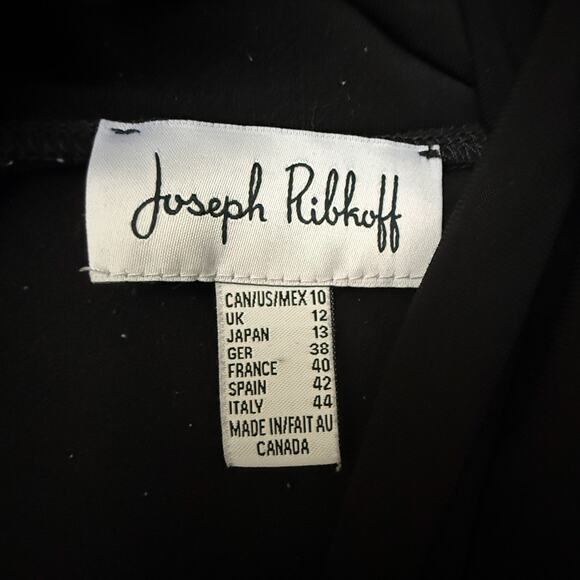 Joseph Ribkoff
CAN/US/MEX 10
UK 12
JAPAN 13
GER 38
FRANCE 40
SPAIN 42
ITALY 44
MADE IN/FAIT AU
CANADA